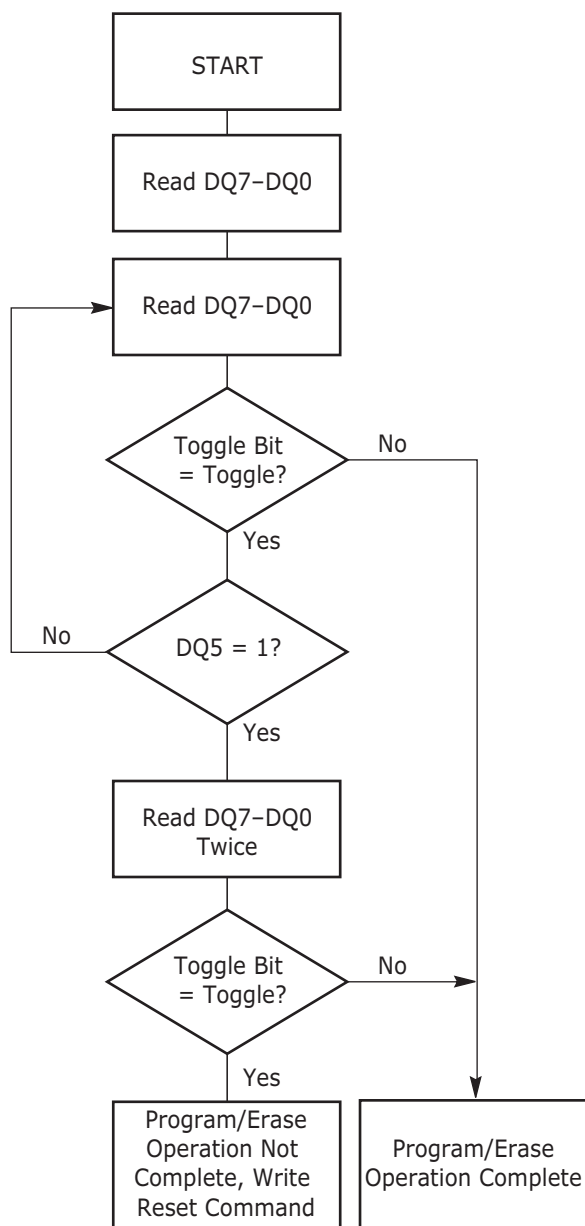 START
Read DQ7–DQ0
Read DQ7–DQ0
Toggle Bit
= Toggle?
No
Yes
No
DQ5 = 1?
Yes
Read DQ7–DQ0
Twice
Toggle Bit
= Toggle?
No
Yes
Program/Erase
Operation Not
Complete, Write
Reset Command
Program/Erase
Operation Complete